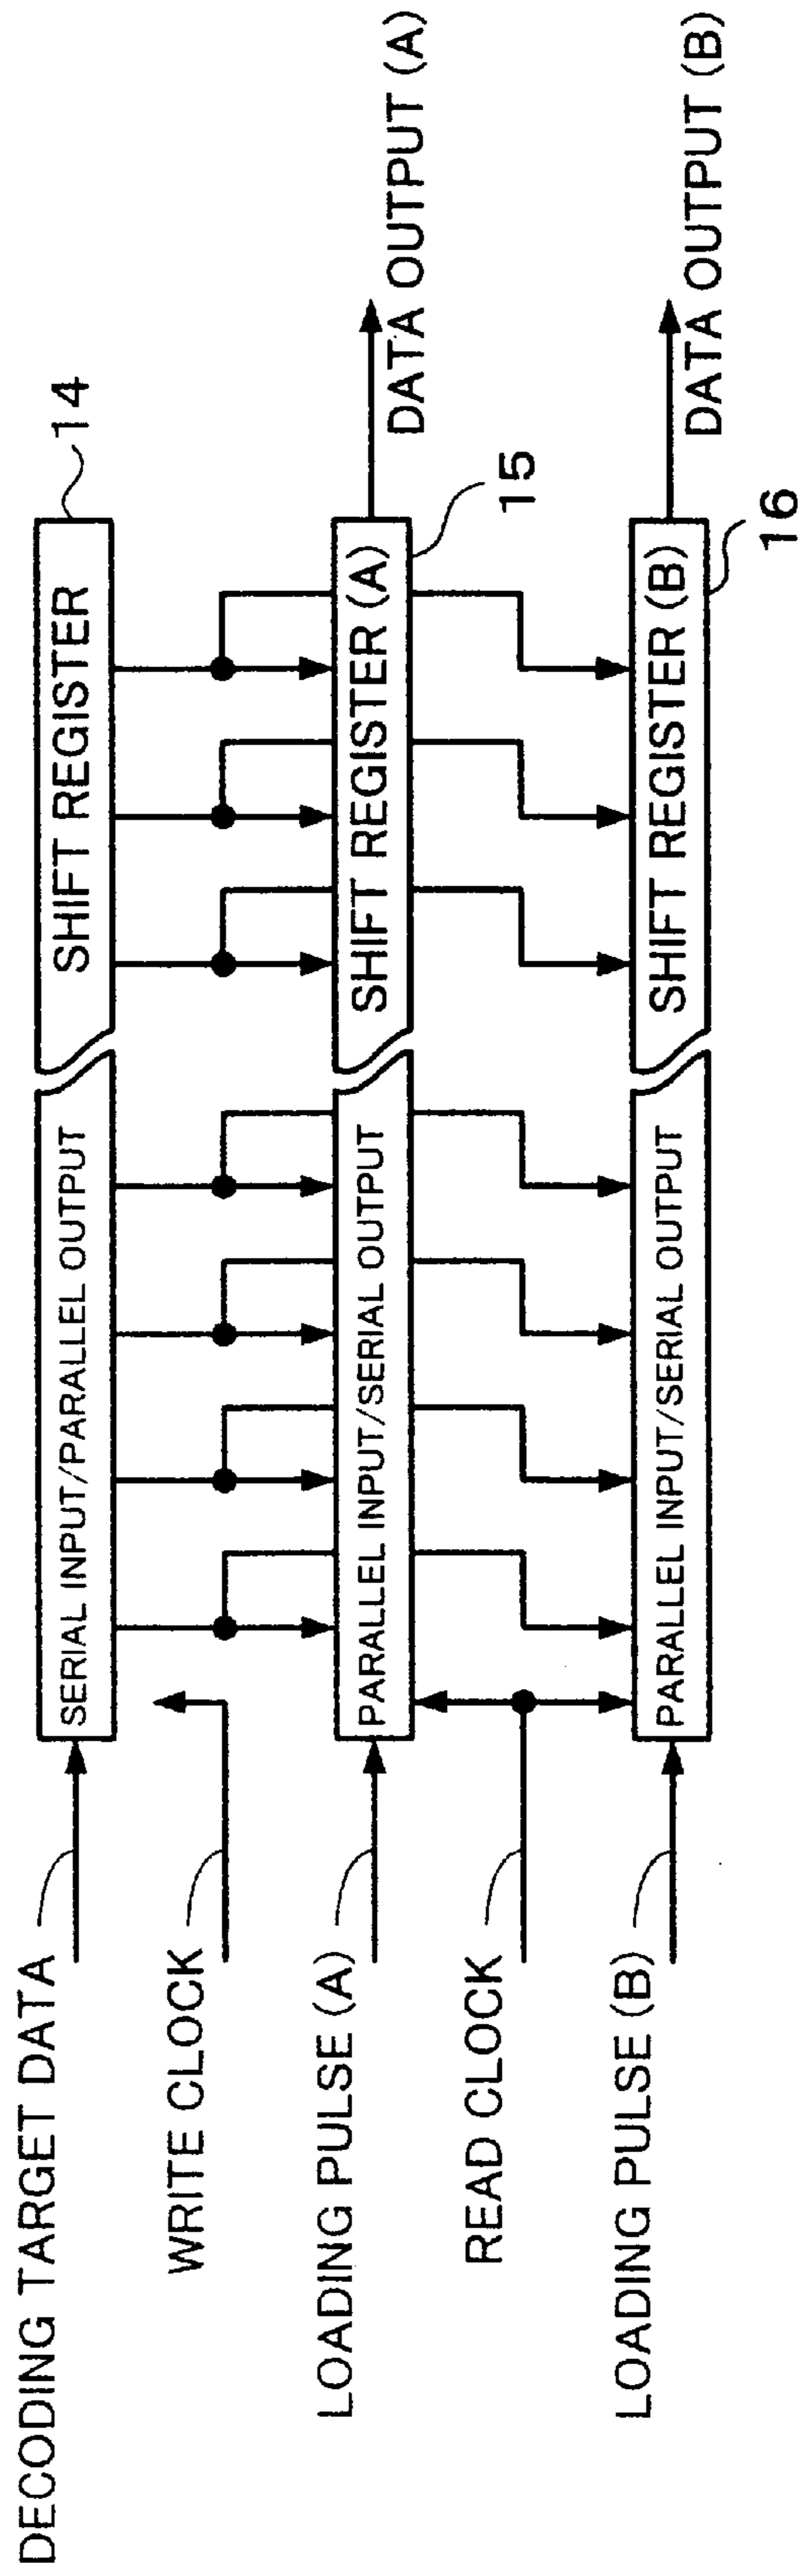 DECODING TARGET DATA
SERIAL INPUT/PARALLEL OUTPUT
SHIFT REGISTER
14
WRITE CLOCK
LOADING PULSE (A)
PARALLEL INPUT/SERIAL OUTPUT
SHIFT REGISTER (A)
DATA OUTPUT (A)
15
READ CLOCK
LOADING PULSE (B)
PARALLEL INPUT/SERIAL OUTPUT
SHIFT REGISTER (B)
DATA OUTPUT (B)
16